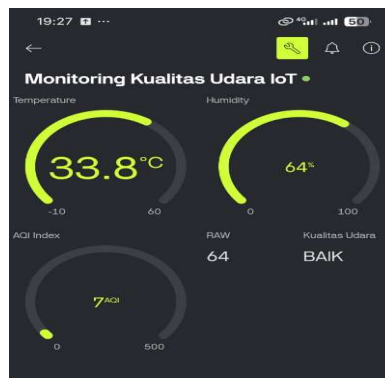 19:27
4G 50
Monitoring Kualitas Udara IoT
Temperature Humidity
33.8°C 64%
-10 60 0 100
AQI Index RAW Kualitas Udara
64 BAIK
7AQI
0 500